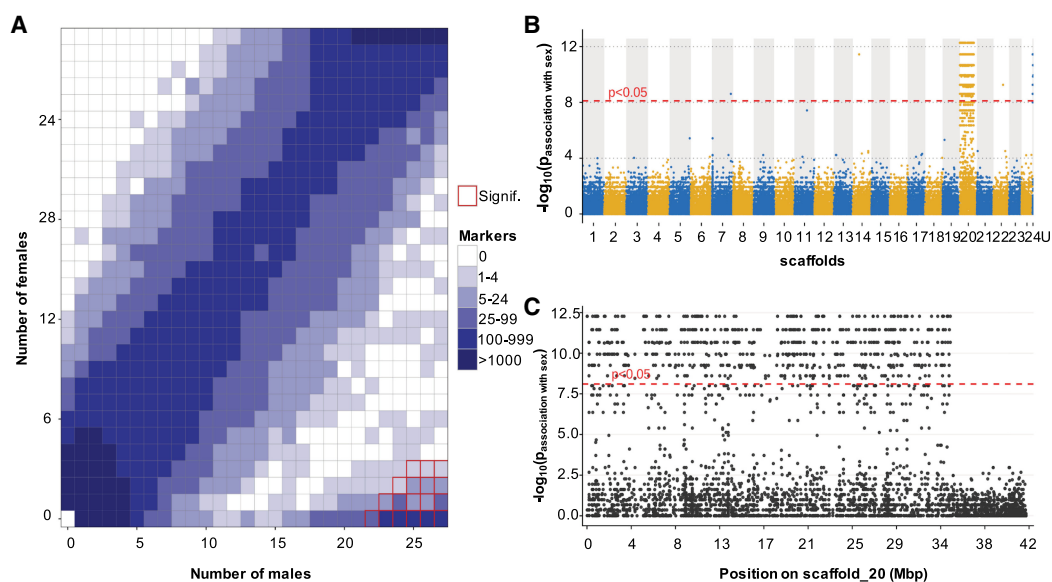 A
Number of females
24
28
12
6
0
0
5
10
15
20
25
Number of males
Signif.
Markers
0
1-4
5-24
25-99
100-999
>1000
B
-log10(p association with sex)
12
8
4
0
p<0.05
1 2 3 4 5 6 7 8 9 10 11 12 13 14 15 16 17 18 19 20 21 22 23 24U
scaffolds
C
-log10(p association with sex)
12.5
10.0
7.5
5.0
2.5
0.0
p<0.05
0 4 8 13 17 21 25 29 34 38 42
Position on scaffold_20 (Mbp)